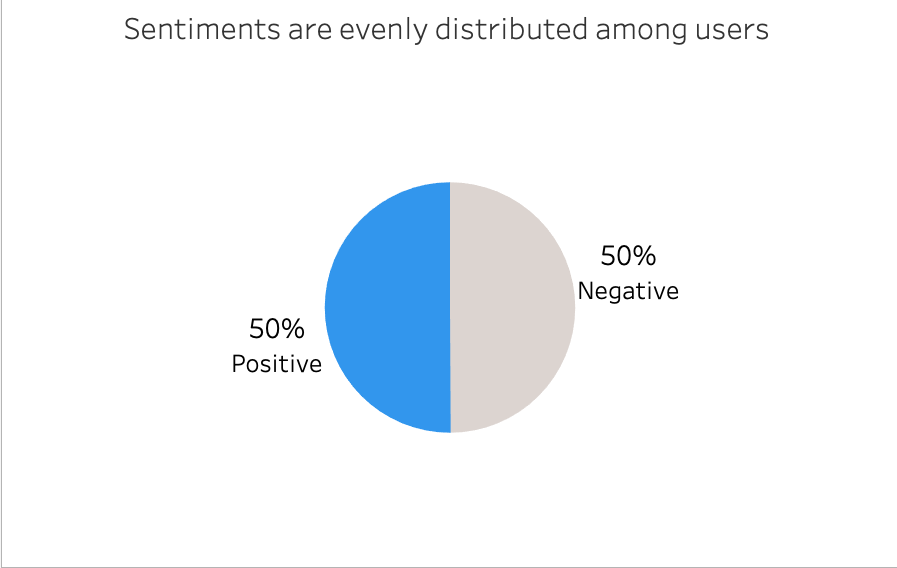 Sentiments are evenly distributed among users
50%
Negative
50%
Positive